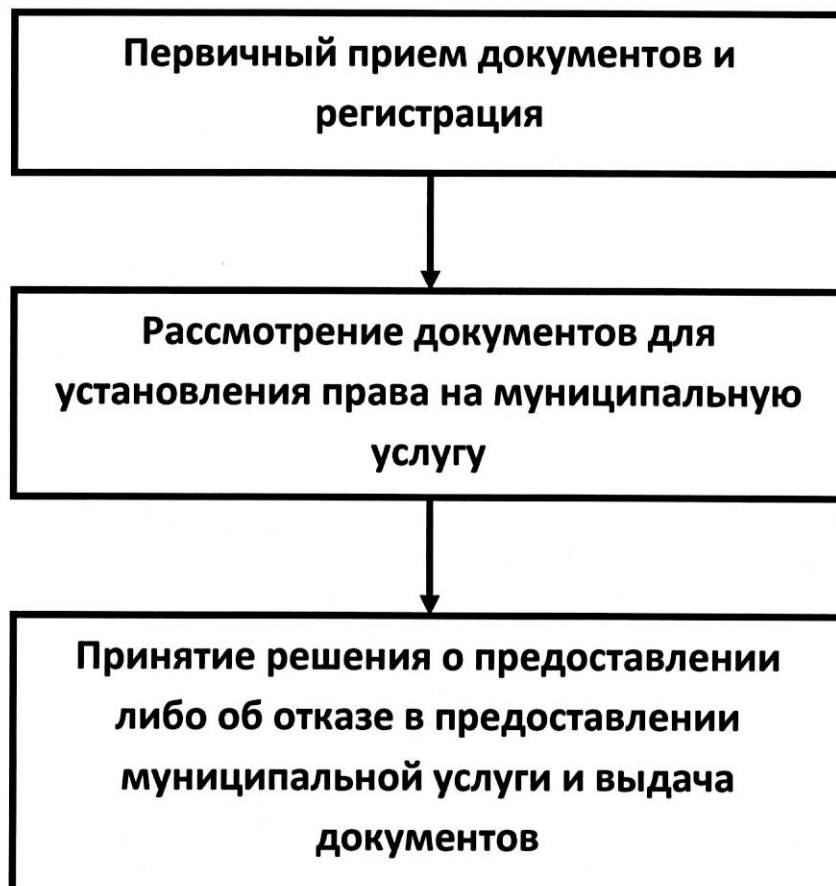 Первичный прием документов и
регистрация
Рассмотрение документов для
установления права на муниципальную
услугу
Принятие решения о предоставлении
либо об отказе в предоставлении
муниципальной услуги и выдача
документов